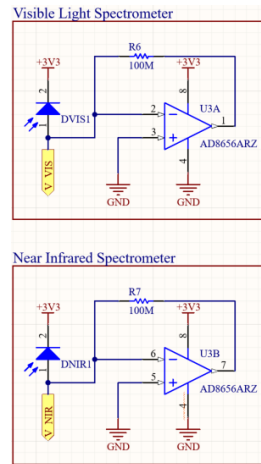 Visible Light Spectrometer
R6
+3V3
100M
+3V3
2
8
U3A
2
1
3
1
DVIS1
AD8656ARZ
4
V_VIS
GND
GND
Near Infrared Spectrometer
R7
+3V3
100M
+3V3
2
8
U3B
6
7
1
5
DNIR1
AD8656ARZ
4
V_NIR
GND
GND